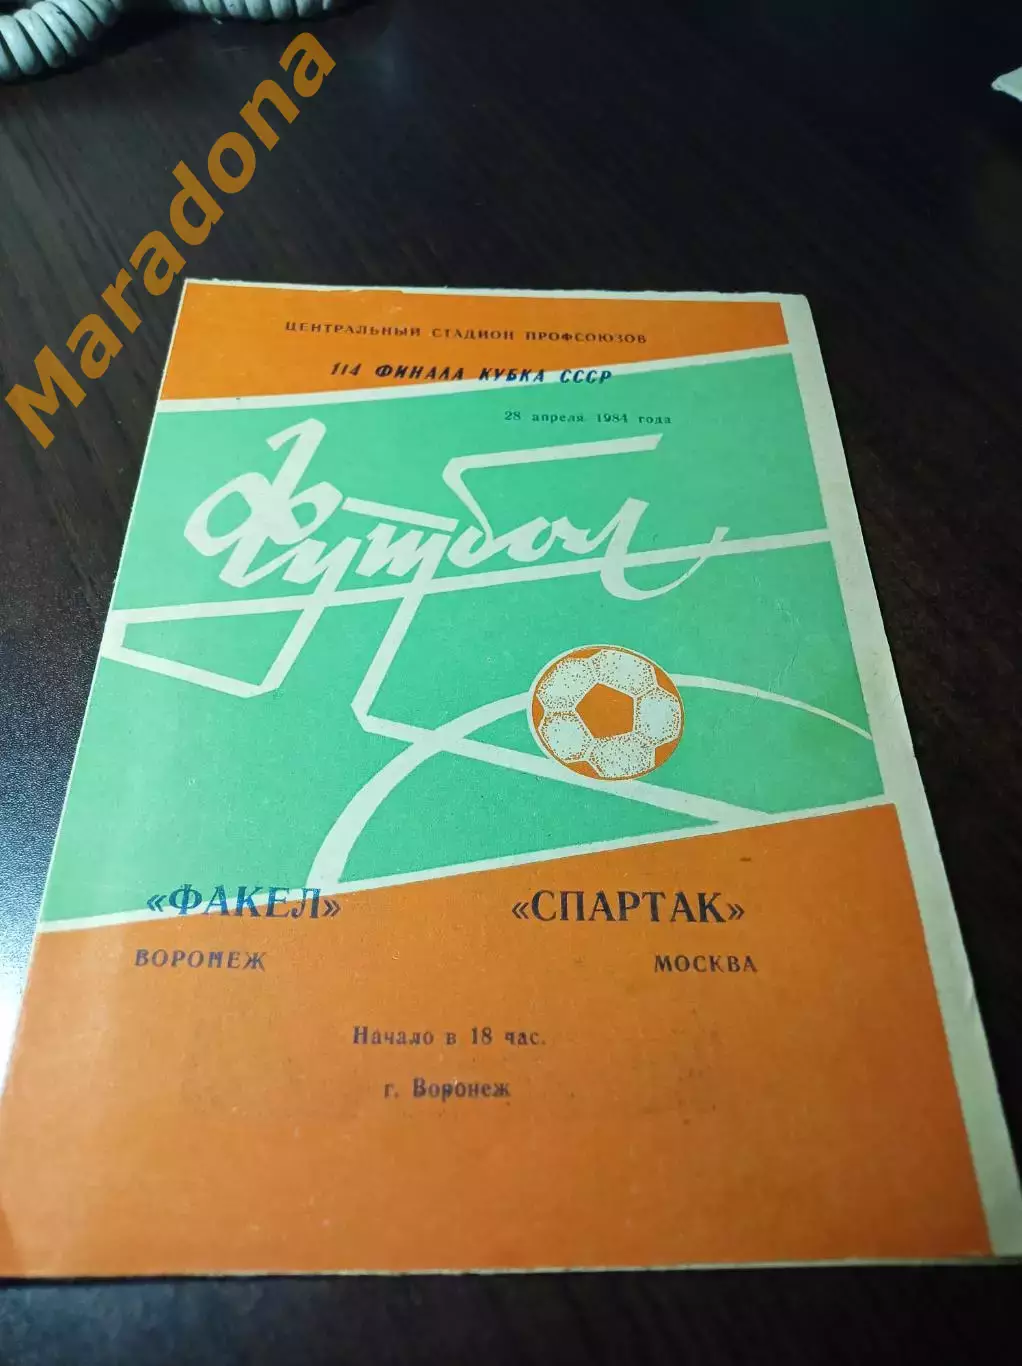 Maradona
ЦЕНТРАЛЬНЫЙ СТАДИОН ПРОФСОЮЗОВ
1/4 ФИНАЛА КУБКА СССР
28 апреля 1984 года
Футбол
«ФАКЕЛ» «СПАРТАК»
ВОРОНЕЖ МОСКВА
Начало в 18 час.
г. Воронеж